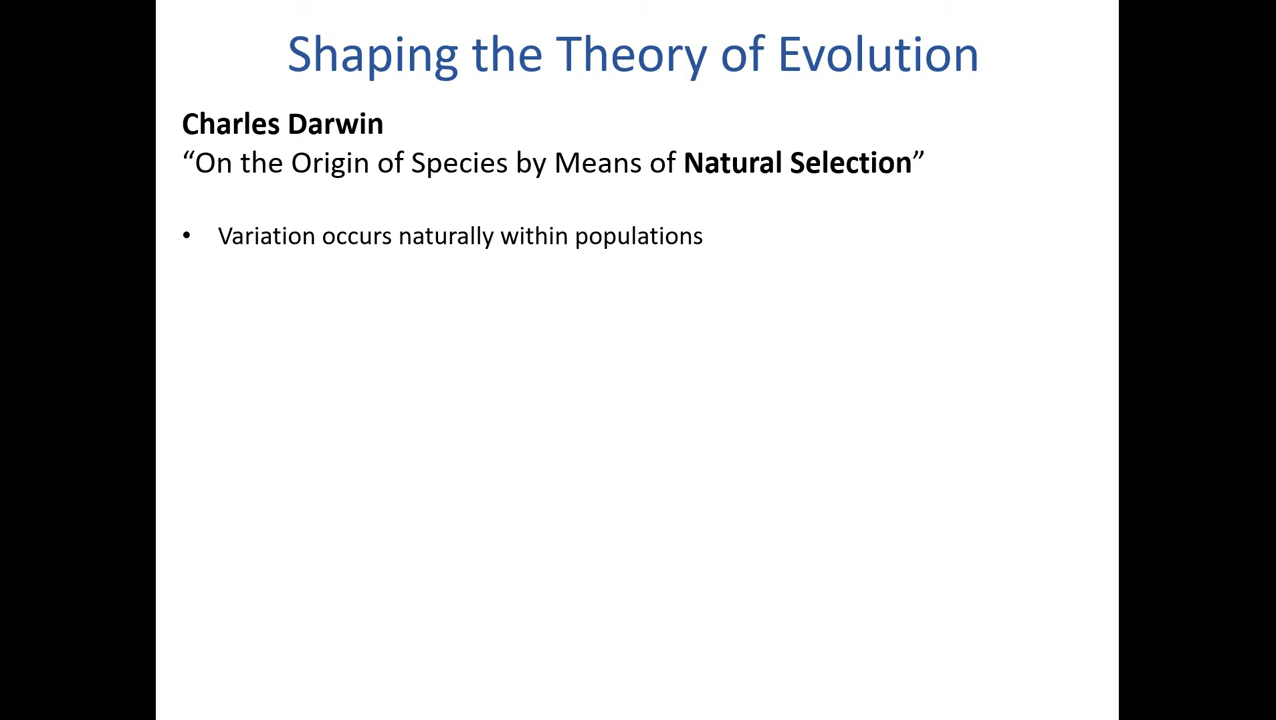 Shaping the Theory of Evolution
Charles Darwin
“On the Origin of Species by Means of Natural Selection”
• Variation occurs naturally within populations